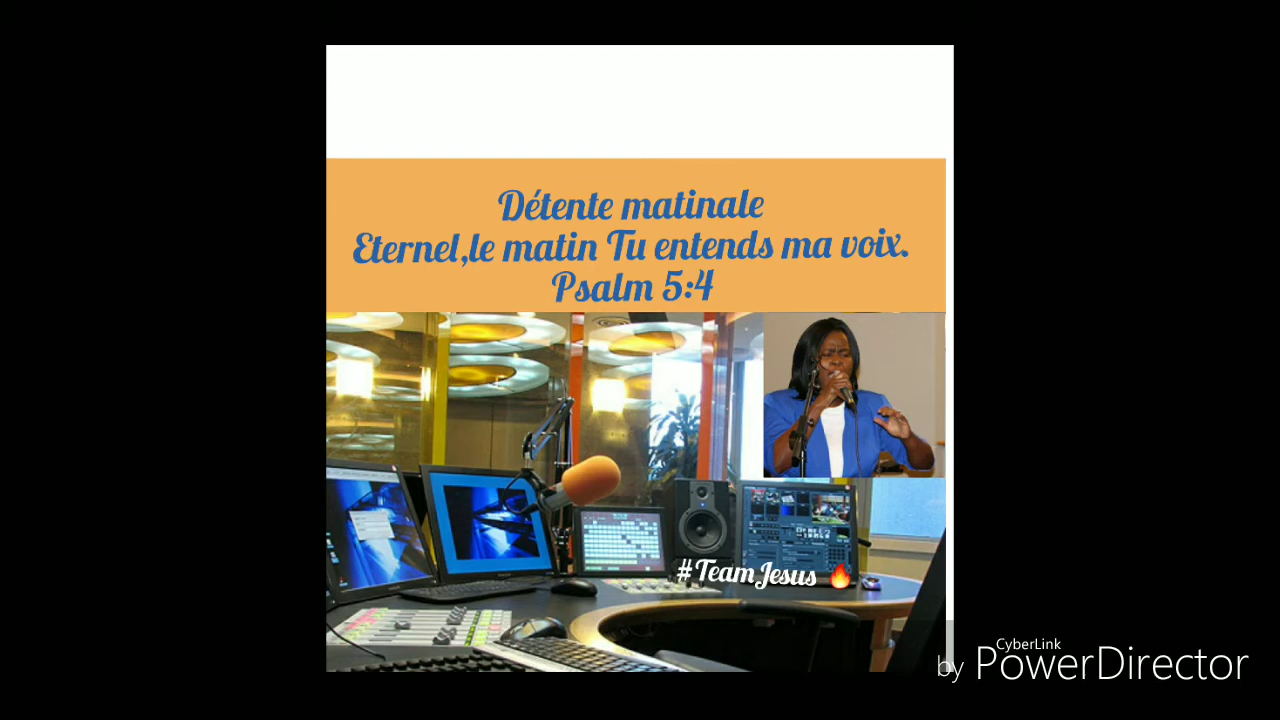 Détente matinale
Eternel,le matin Tu entends ma voix.
Psalm 5:4
#TeamJesus 🔥
CyberLink
by PowerDirector